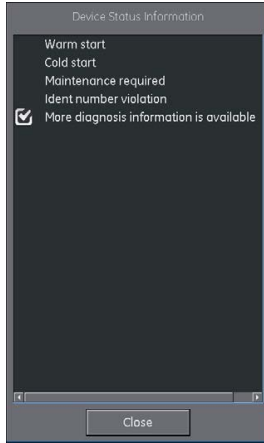 Device Status Information
Warm start
Cold start
Maintenance required
Ident number violation
More diagnosis information is available
Close